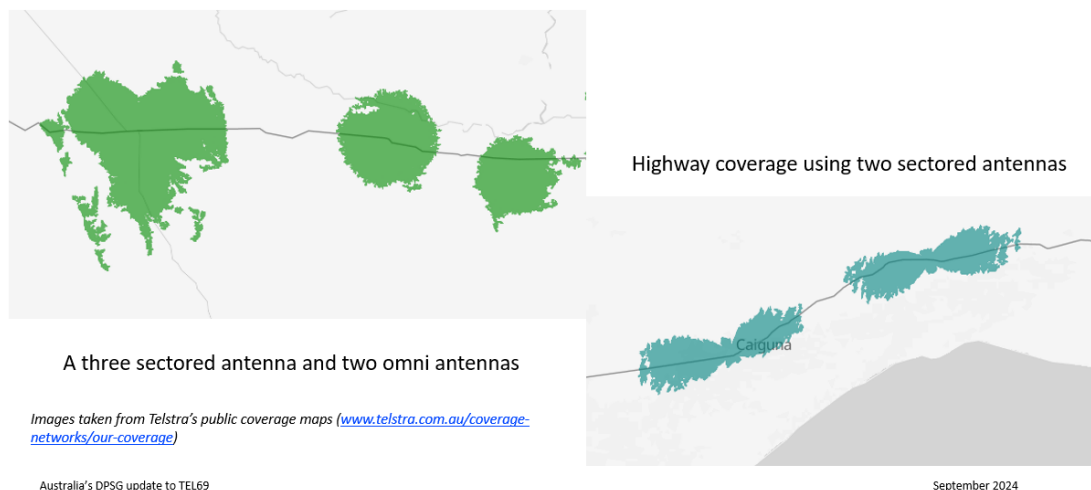 Highway coverage using two sectored antennas
Caiguna
A three sectored antenna and two omni antennas
Images taken from Telstra's public coverage maps (www.telstra.com.au/coverage-
networks/our-coverage)
Australia's DPSG update to TEL69
September 2024